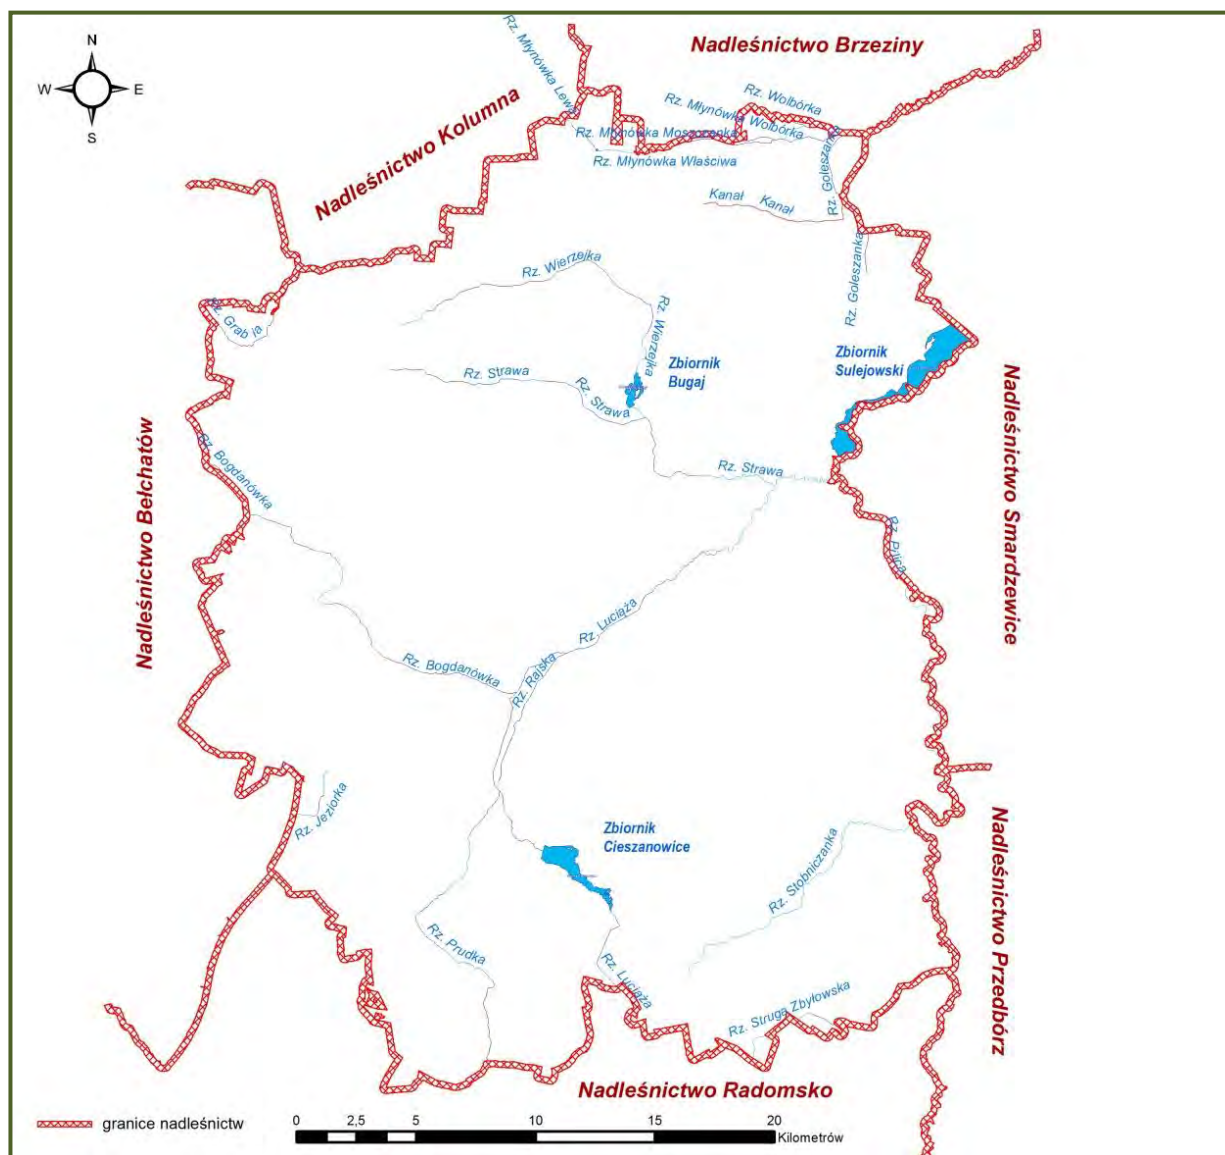 N
W
E
S
Nadleśnictwo Brzeziny
Rz. Młynówka Lewa
Nadleśnictwo Kolumna
Rz. Wolbórka
Rz. Młynówka Wolbórka
Rz. Młynówka Moszczenka
Rz. Młynówka Właściwa
Rz. Goleszanka
Kanał Kanał
Rz. Goleszanka
Rz. Wierzejka
Rz. Wierzejka
Rz. Grabia
Zbiornik
Bugaj
Zbiornik
Sulejowski
Rz. Strawa
Rz. Strawa
Rz. Strawa
Nadleśnictwo Smardzewice
Nadleśnictwo Bełchatów
Rz. Bogdanówka
Rz. Pilica
Rz. Luciąża
Rz. Bogdanówka
Rz. Rajska
Rz. Jeziorka
Zbiornik
Cieszanowice
Rz. Stobniczanka
Nadleśnictwo Przedbórz
Rz. Prudka
Rz. Luciąża
Rz. Struga Zbyłowska
Nadleśnictwo Radomsko
granice nadleśnictw
0 2,5 5 10 15 20
Kilometrów